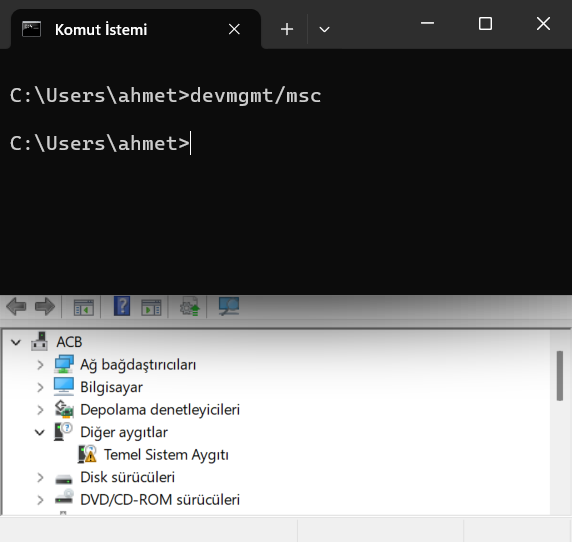 Komut İstemi
C:\Users\ahmet>devmgmt/msc
C:\Users\ahmet>
ACB
Ağ bağdaştırıcıları
Bilgisayar
Depolama denetleyicileri
Diğer aygıtlar
Temel Sistem Aygıtı
Disk sürücüleri
DVD/CD-ROM sürücüleri